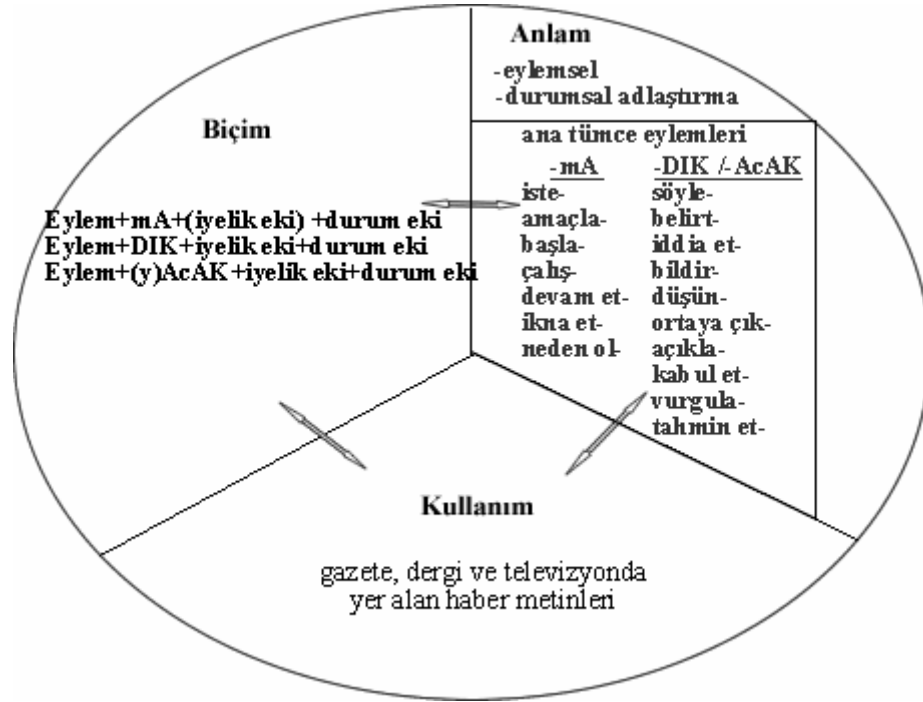 Biçim
Eylem+mA+(iyelik eki) +durum eki
Eylem+DIK+iyelik eki+durum eki
Eylem+(y)AcAK+iyelik eki+durum eki
Anlam
-eylemsel
-durumsal adlaştırma
ana tümce eylemleri
-mA -DIK /-AcAK
iste- söyle-
amaçla- belirt-
başla- iddia et-
çalış- bildir-
devam et- düşün-
ikna et- ortaya çık-
neden ol- açıkla-
kabul et-
vurgula-
tahmin et-
Kullanım
gazete, dergi ve televizyonda
yer alan haber metinleri